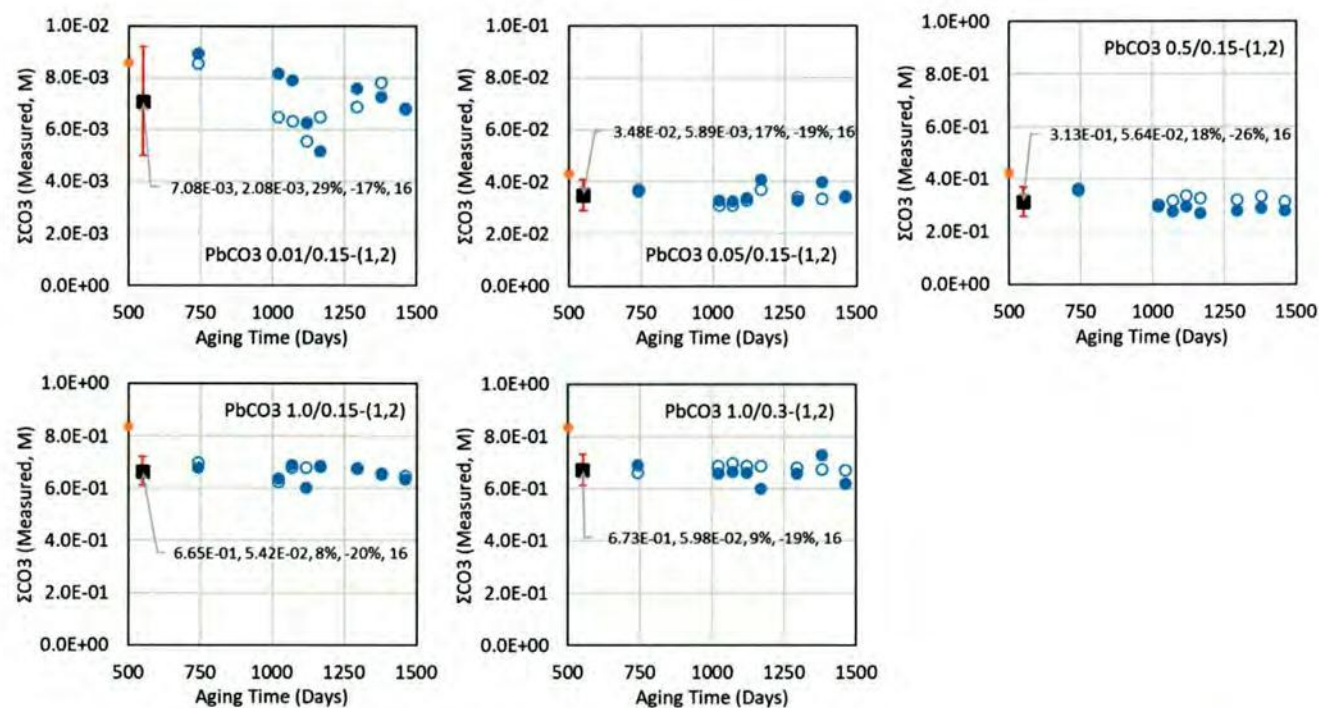 ΣCO3 (Measured, M)
1.0E-02
8.0E-03
6.0E-03
4.0E-03
2.0E-03
0.0E+00
7.08E-03, 2.08E-03, 29%, -17%, 16
PbCO3 0.01/0.15-(1,2)
500 750 1000 1250 1500
Aging Time (Days)
ΣCO3 (Measured, M)
1.0E-01
8.0E-02
6.0E-02
4.0E-02
2.0E-02
0.0E+00
3.48E-02, 5.89E-03, 17%, -19%, 16
PbCO3 0.05/0.15-(1,2)
500 750 1000 1250 1500
Aging Time (Days)
ΣCO3 (Measured, M)
1.0E+00
8.0E-01
6.0E-01
4.0E-01
2.0E-01
0.0E+00
PbCO3 0.5/0.15-(1,2)
3.13E-01, 5.64E-02, 18%, -26%, 16
500 750 1000 1250 1500
Aging Time (Days)
ΣCO3 (Measured, M)
1.0E+00
8.0E-01
6.0E-01
4.0E-01
2.0E-01
0.0E+00
PbCO3 1.0/0.15-(1,2)
6.65E-01, 5.42E-02, 8%, -20%, 16
500 750 1000 1250 1500
Aging Time (Days)
ΣCO3 (Measured, M)
1.0E+00
8.0E-01
6.0E-01
4.0E-01
2.0E-01
0.0E+00
PbCO3 1.0/0.3-(1,2)
6.73E-01, 5.98E-02, 9%, -19%, 16
500 750 1000 1250 1500
Aging Time (Days)